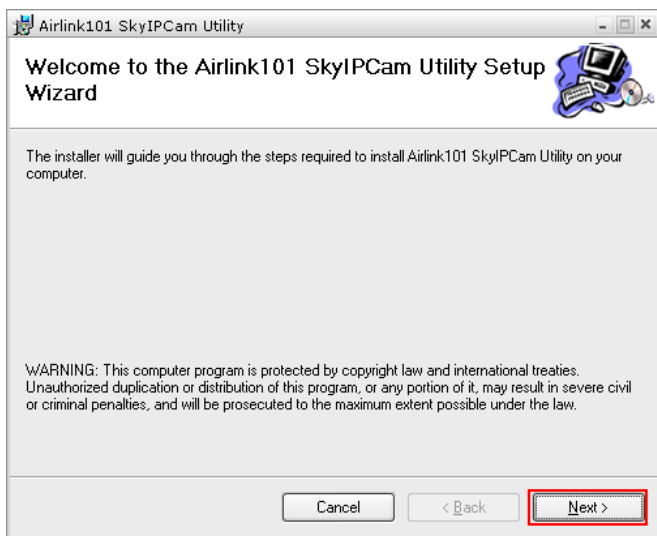 Airlink101 SkyIPCam Utility
Welcome to the Airlink101 SkyIPCam Utility Setup
Wizard
The installer will guide you through the steps required to install Airlink101 SkyIPCam Utility on your
computer.
WARNING: This computer program is protected by copyright law and international treaties.
Unauthorized duplication or distribution of this program, or any portion of it, may result in severe civil
or criminal penalties, and will be prosecuted to the maximum extent possible under the law.
Cancel
< Back
Next >